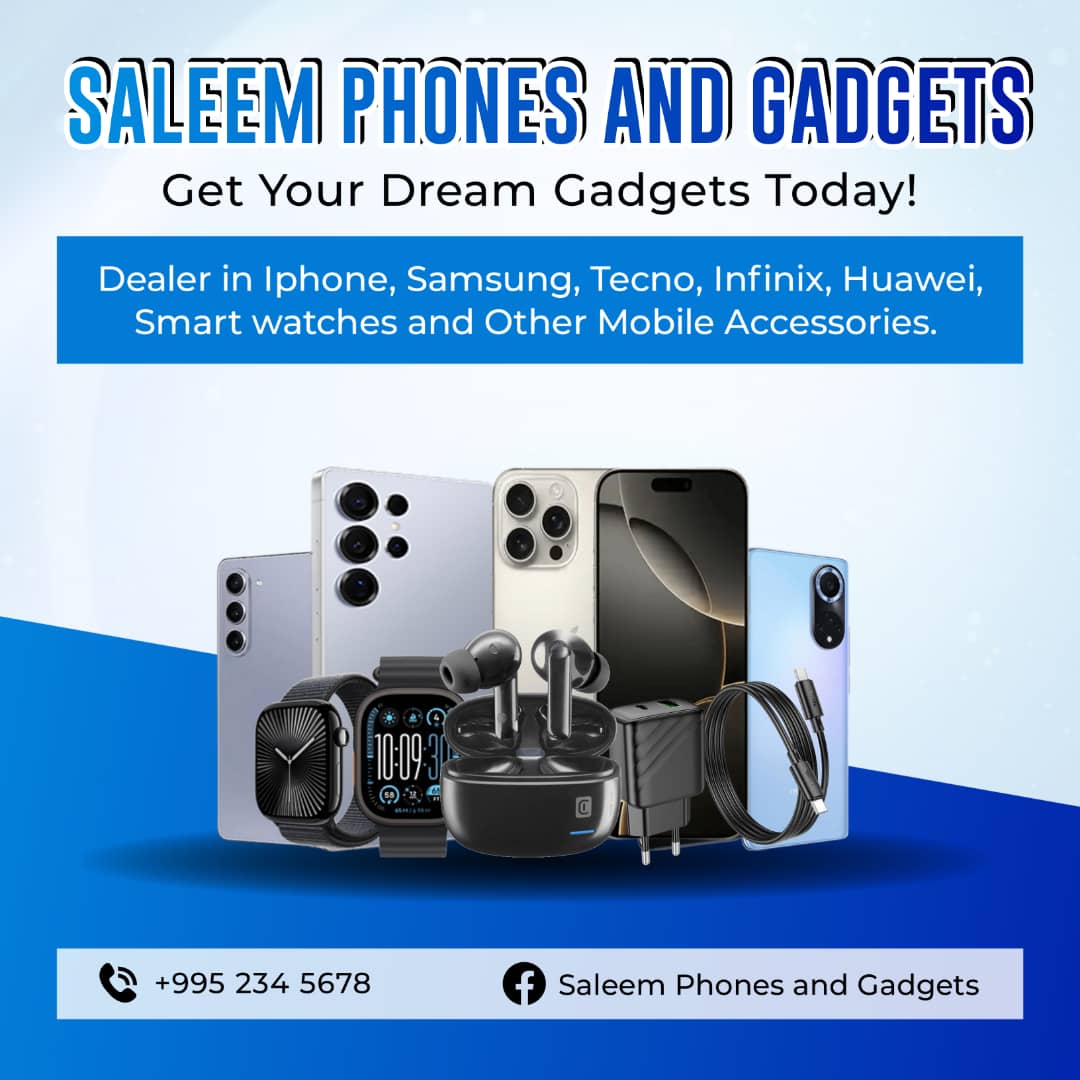 SALEEM PHONES AND GADGETS
Get Your Dream Gadgets Today!
Dealer in Iphone, Samsung, Tecno, Infinix, Huawei,
Smart watches and Other Mobile Accessories.
10:09 30
+995 234 5678
Saleem Phones and Gadgets